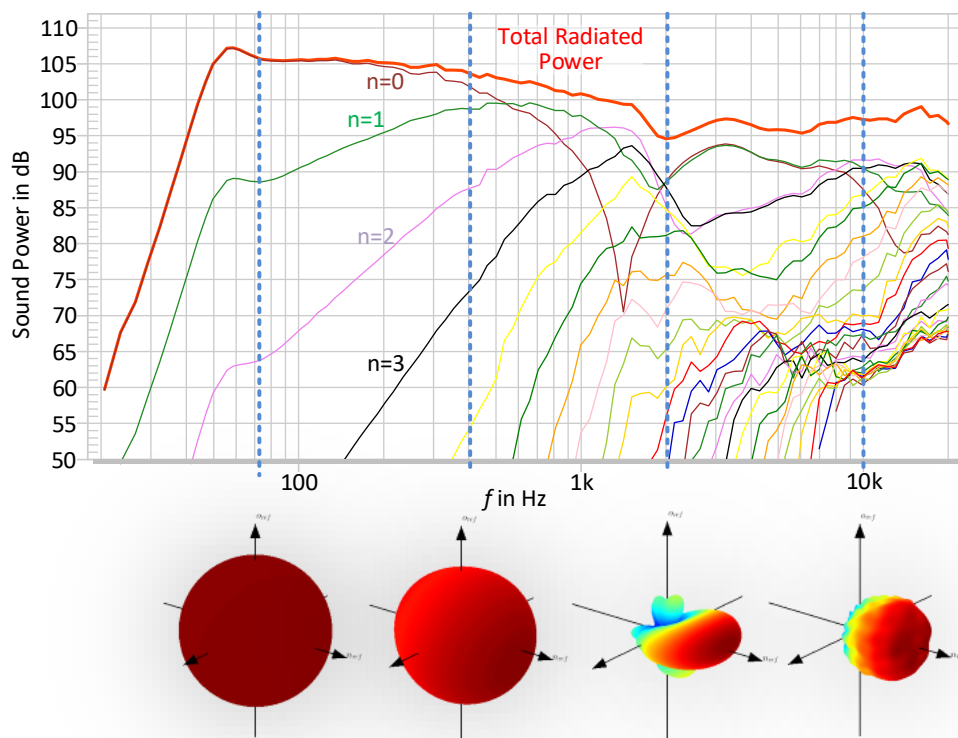 110
105
100
95
90
85
80
75
70
65
60
55
50
Sound Power in dB
Total Radiated
Power
n=0
n=1
n=2
n=3
100
1k
10k
f in Hz